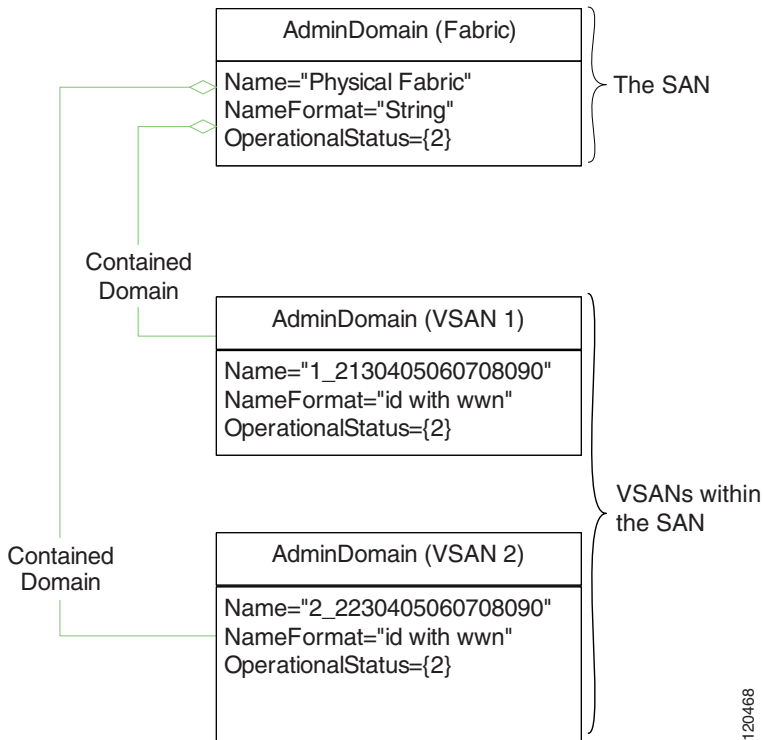 AdminDomain (Fabric)
Name="Physical Fabric"
NameFormat="String"
OperationalStatus={2}
The SAN
Contained
Domain
AdminDomain (VSAN 1)
Name="1_2130405060708090"
NameFormat="id with wwn"
OperationalStatus={2}
VSANs within
the SAN
Contained
Domain
AdminDomain (VSAN 2)
Name="2_2230405060708090"
NameFormat="id with wwn"
OperationalStatus={2}
120468